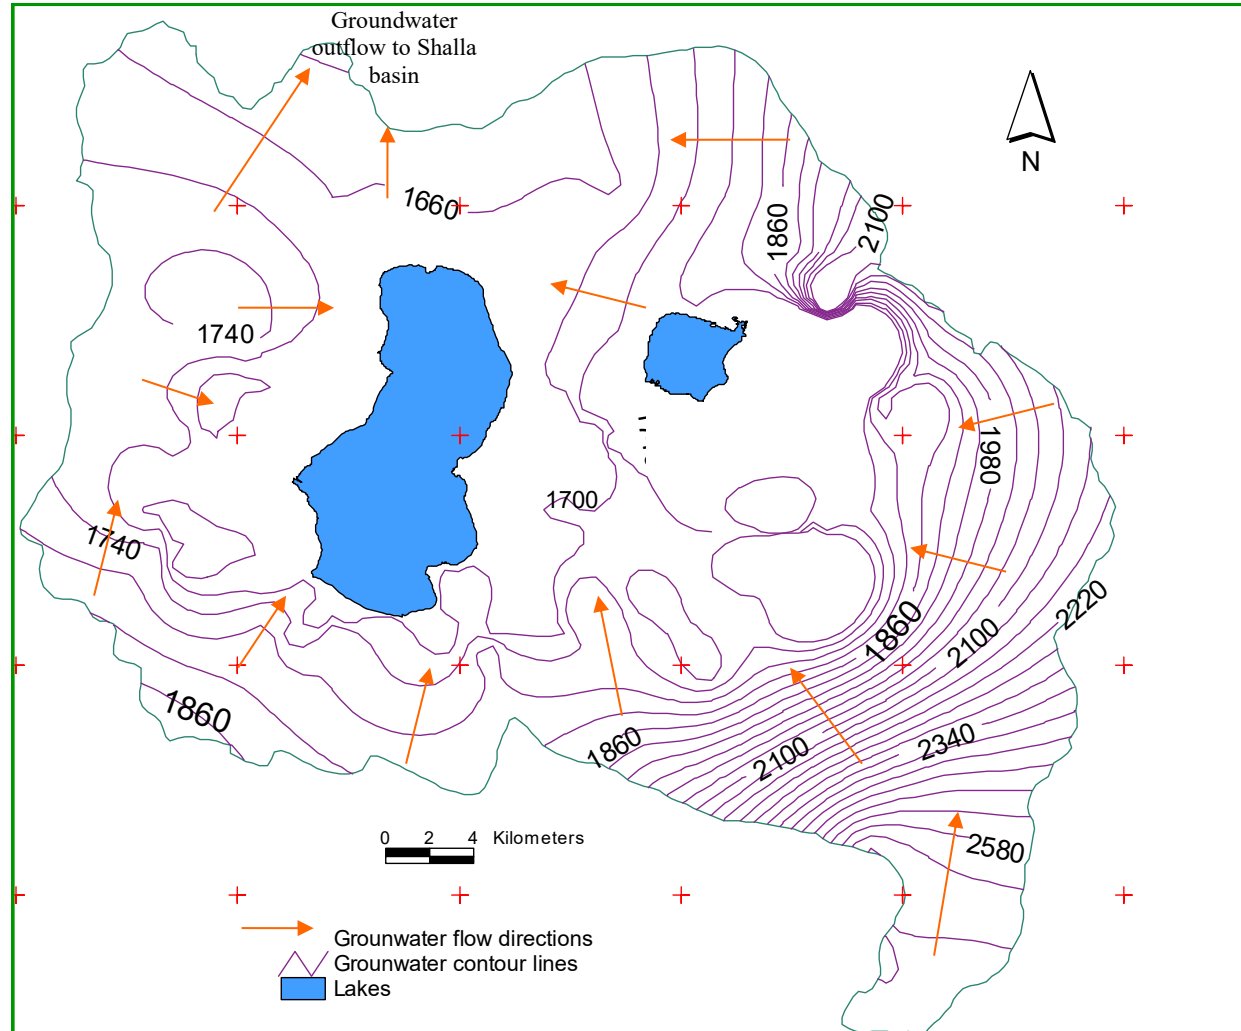 Groundwater
outflow to Shalla
basin
N
1660
1860
2100
1740
1980
1700
1740
2220
1860
2100
1860
2340
1860
2100
2580
0 2 4 Kilometers
Grounwater flow directions
Grounwater contour lines
Lakes